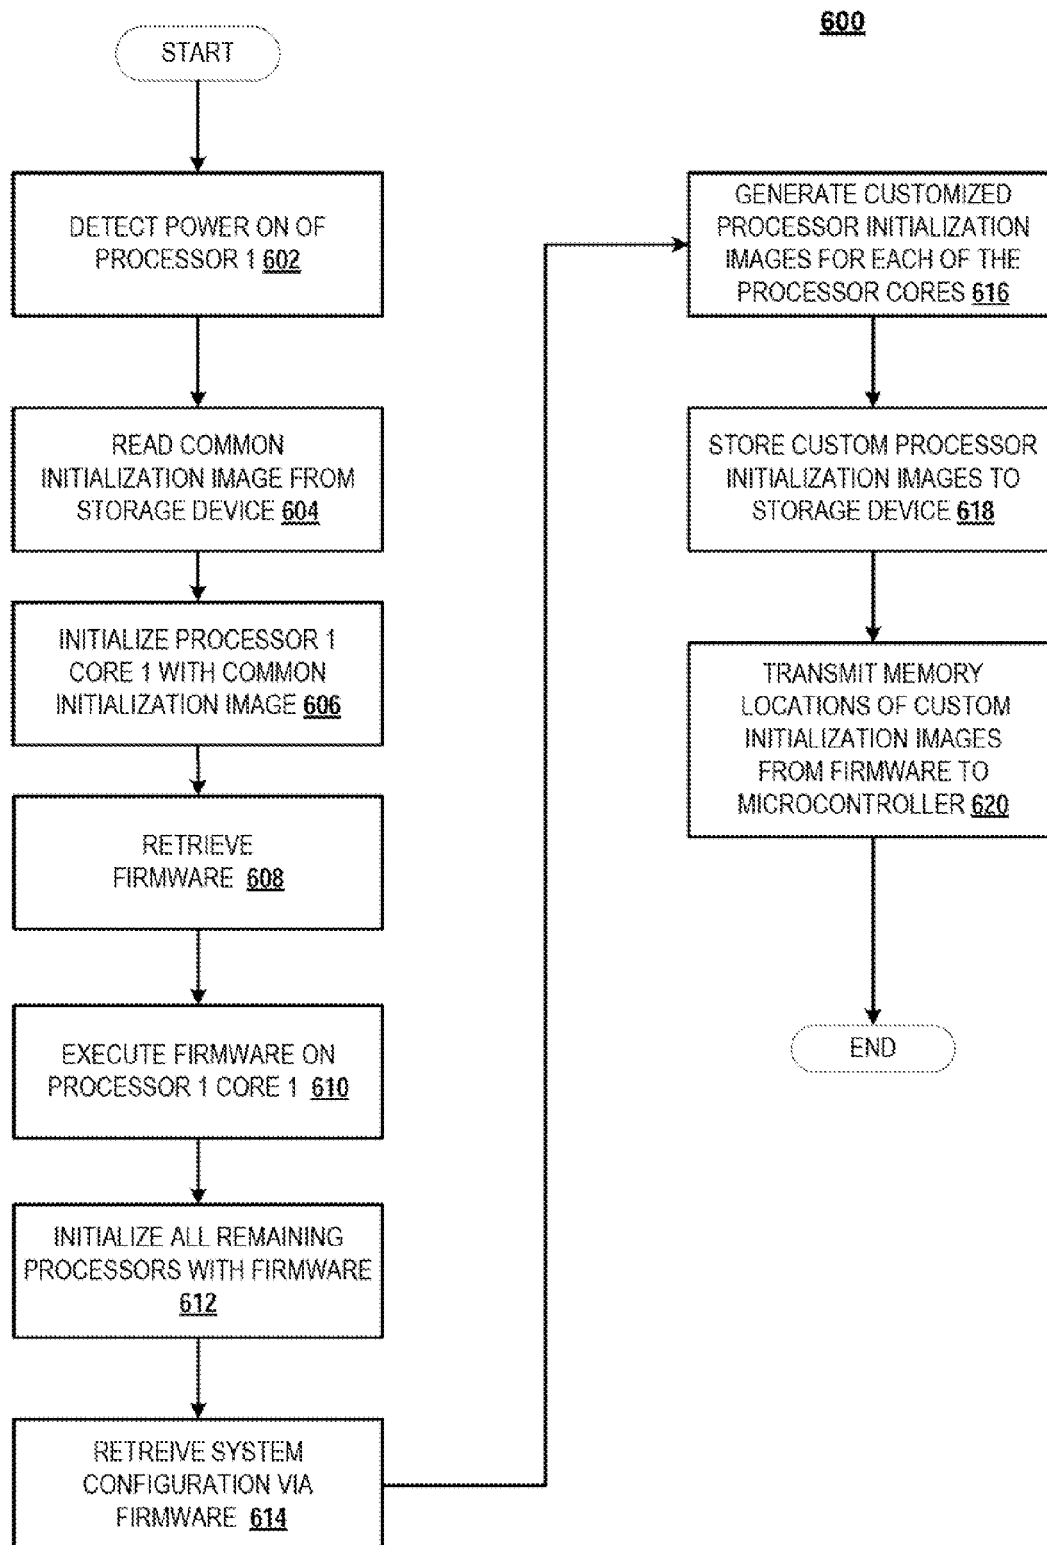 600
START
DETECT POWER ON OF
PROCESSOR 1 602
READ COMMON
INITIALIZATION IMAGE FROM
STORAGE DEVICE 604
INITIALIZE PROCESSOR 1
CORE 1 WITH COMMON
INITIALIZATION IMAGE 606
RETRIEVE
FIRMWARE 608
EXECUTE FIRMWARE ON
PROCESSOR 1 CORE 1 610
INITIALIZE ALL REMAINING
PROCESSORS WITH FIRMWARE
612
RETREIVE SYSTEM
CONFIGURATION VIA
FIRMWARE 614
GENERATE CUSTOMIZED
PROCESSOR INITIALIZATION
IMAGES FOR EACH OF THE
PROCESSOR CORES 616
STORE CUSTOM PROCESSOR
INITIALIZATION IMAGES TO
STORAGE DEVICE 618
TRANSMIT MEMORY
LOCATIONS OF CUSTOM
INITIALIZATION IMAGES
FROM FIRMWARE TO
MICROCONTROLLER 620
END